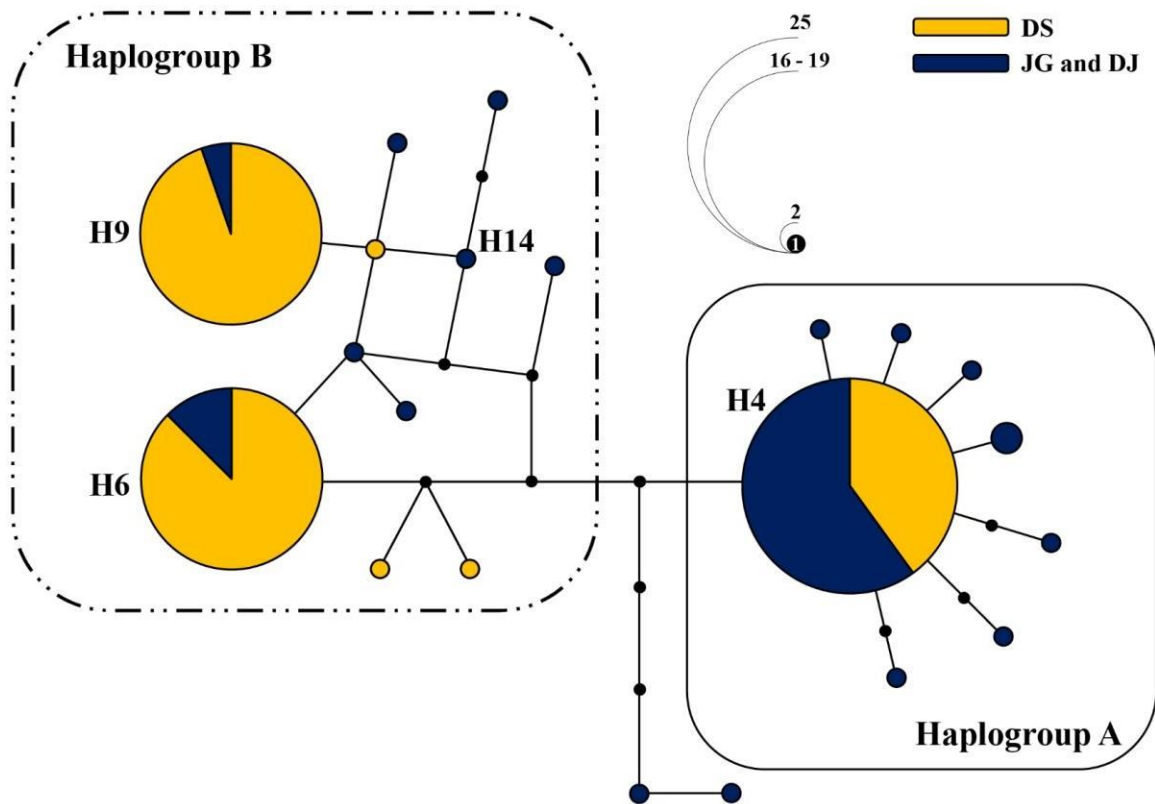 Haplogroup B
25
16 - 19
2
1
DS
JG and DJ
H9
H14
H6
H4
Haplogroup A